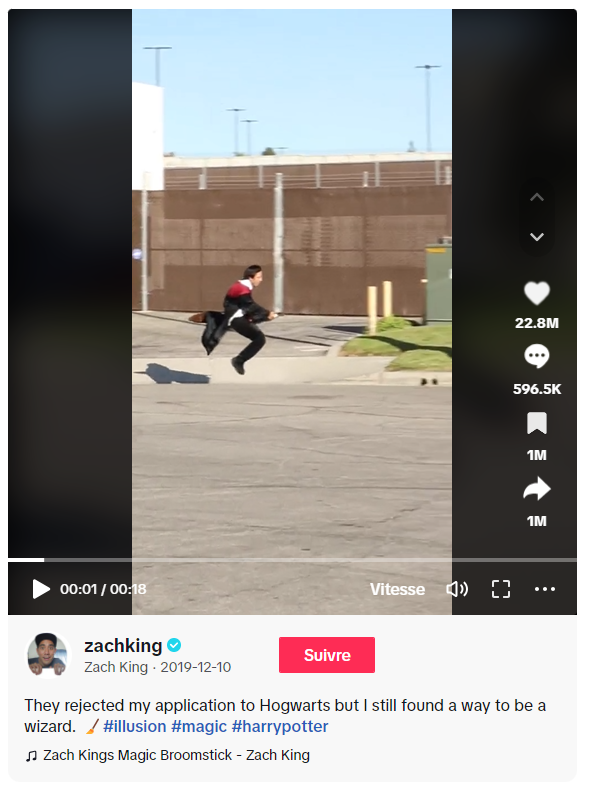 22.8M
596.5K
1M
1M
00:01 / 00:18
Vitesse
zachking
Zach King · 2019-12-10
Suivre
They rejected my application to Hogwarts but I still found a way to be a
wizard. 🧹 #illusion #magic #harrypotter
♫ Zach Kings Magic Broomstick - Zach King